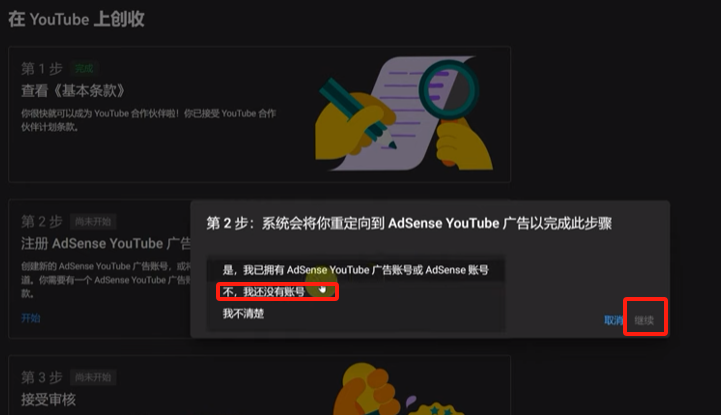 在 YouTube 上创收
第 1 步 完成
查看《基本条款》
你很快就可以成为 YouTube 合作伙伴啦！你已接受 YouTube 合作
伙伴计划条款。
第 2 步 尚未开始
注册 AdSense YouTube 广告
创建新的 AdSense YouTube 广告账号，或将
道。你需要有一个 AdSense YouTube 广告账
款。
开始
第 2 步：系统会将你重定向到 AdSense YouTube 广告以完成此步骤
是，我已拥有 AdSense YouTube 广告账号或 AdSense 账号
不，我还没有账号
我不清楚
取消 继续
第 3 步 尚未开始
接受审核